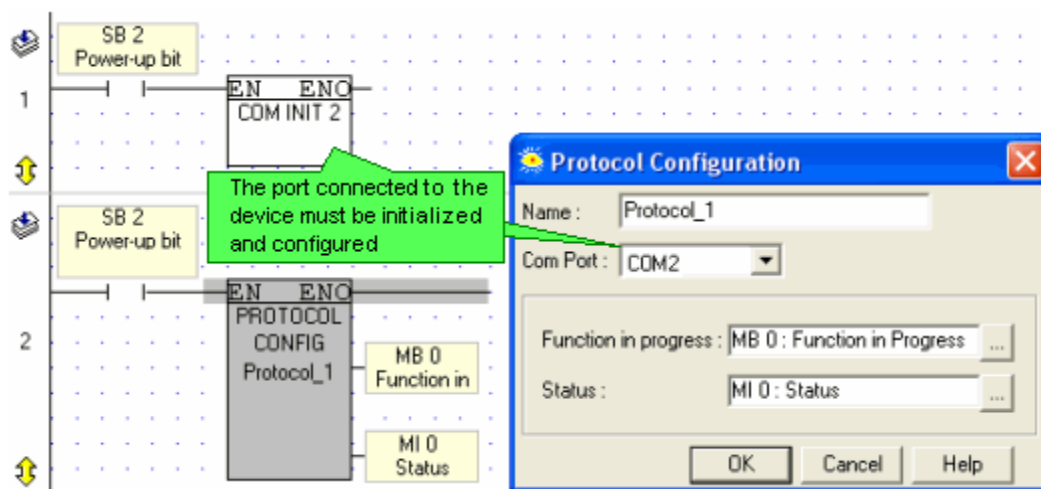 SB 2
Power-up bit
1
EN ENO
COM INIT 2
The port connected to the
device must be initialized
and configured
SB 2
Power-up bit
2
EN ENO
PROTOCOL
CONFIG
Protocol_1
MB 0
Function in
MI 0
Status
Protocol Configuration
Name :
Protocol_1
Com Port :
COM2
Function in progress :
MB 0 : Function in Progress
...
Status :
MI 0 : Status
...
OK
Cancel
Help